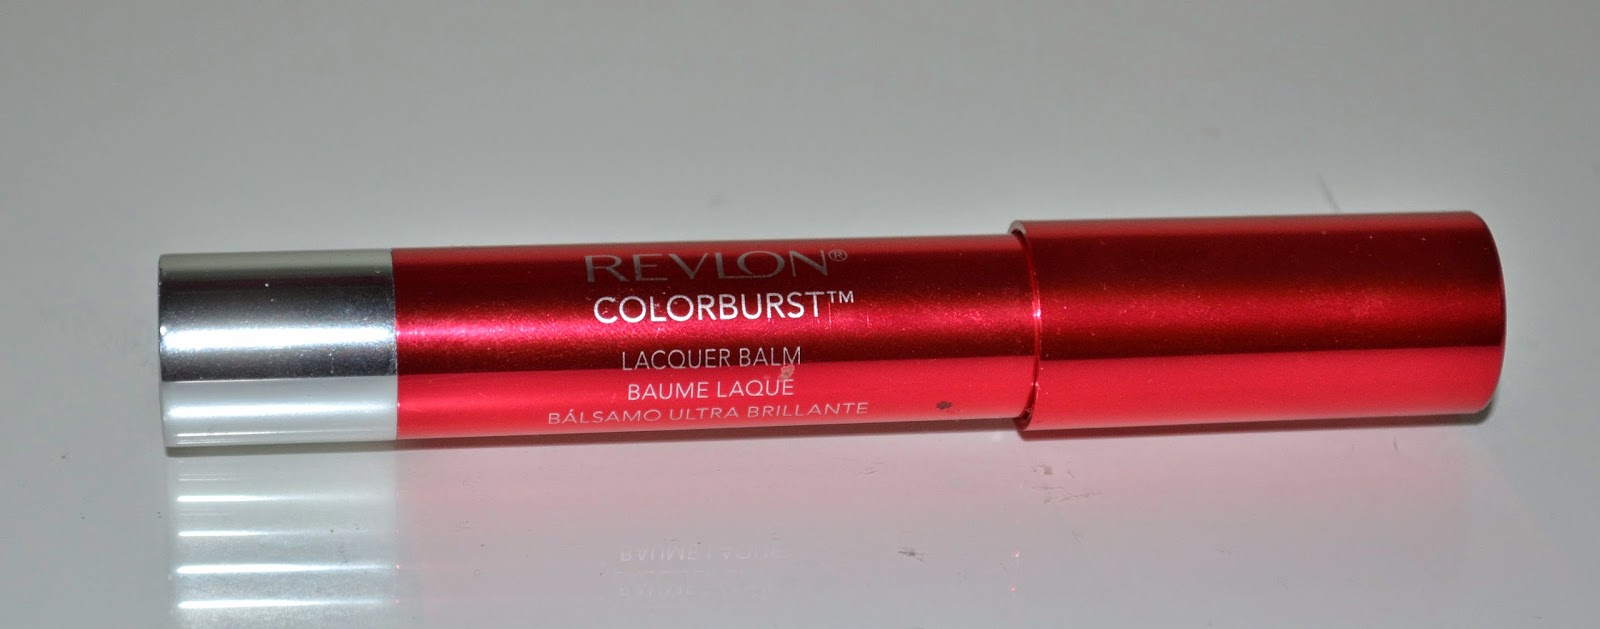 REVLON®
COLORBURST™
LACQUER BALM
BAUME LAQUE
BÁLSAMO ULTRA BRILLANTE